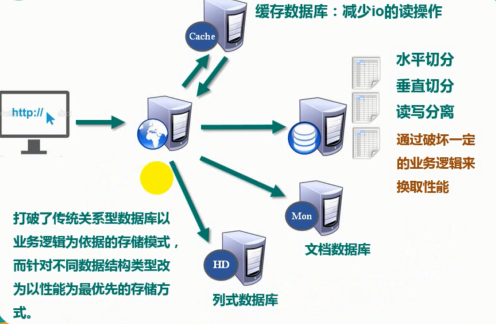 缓存数据库：减少io的读操作
Cache
水平切分
垂直切分
读写分离
http://
通过破坏一定
的业务逻辑来
换取性能
Mon
文档数据库
打破了传统关系型数据库以
业务逻辑为依据的存储模式，
而针对不同数据结构类型改
为以性能为最优先的存储方
式。
HD
列式数据库